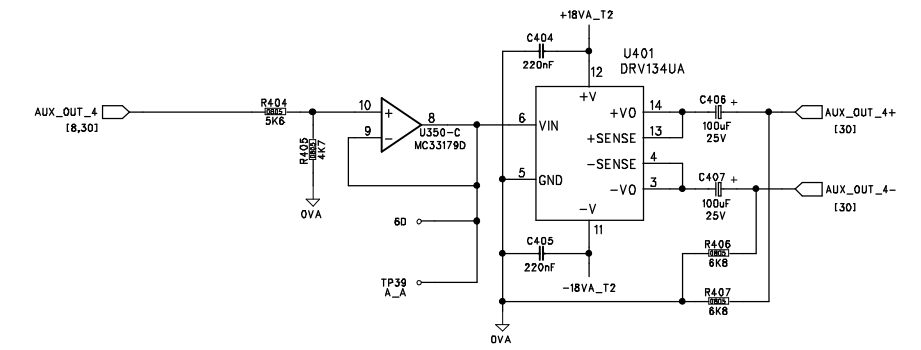 +18VA_T2
C404
220nF
12
U401
DRV134UA
+V
AUX_OUT_4
[8,30]
R404
0805
5K6
R405
0805
4K7
0VA
10
+
9
-
8
U350-C
MC33179D
6
VIN
5
GND
+VO
14
+SENSE
13
-SENSE
4
-VO
3
-V
11
C406
+
100uF
25V
AUX_OUT_4+
[30]
C407
+
100uF
25V
AUX_OUT_4-
[30]
6D
TP39
A_A
C405
220nF
-18VA_T2
R406
0805
6K8
R407
0805
6K8
0VA